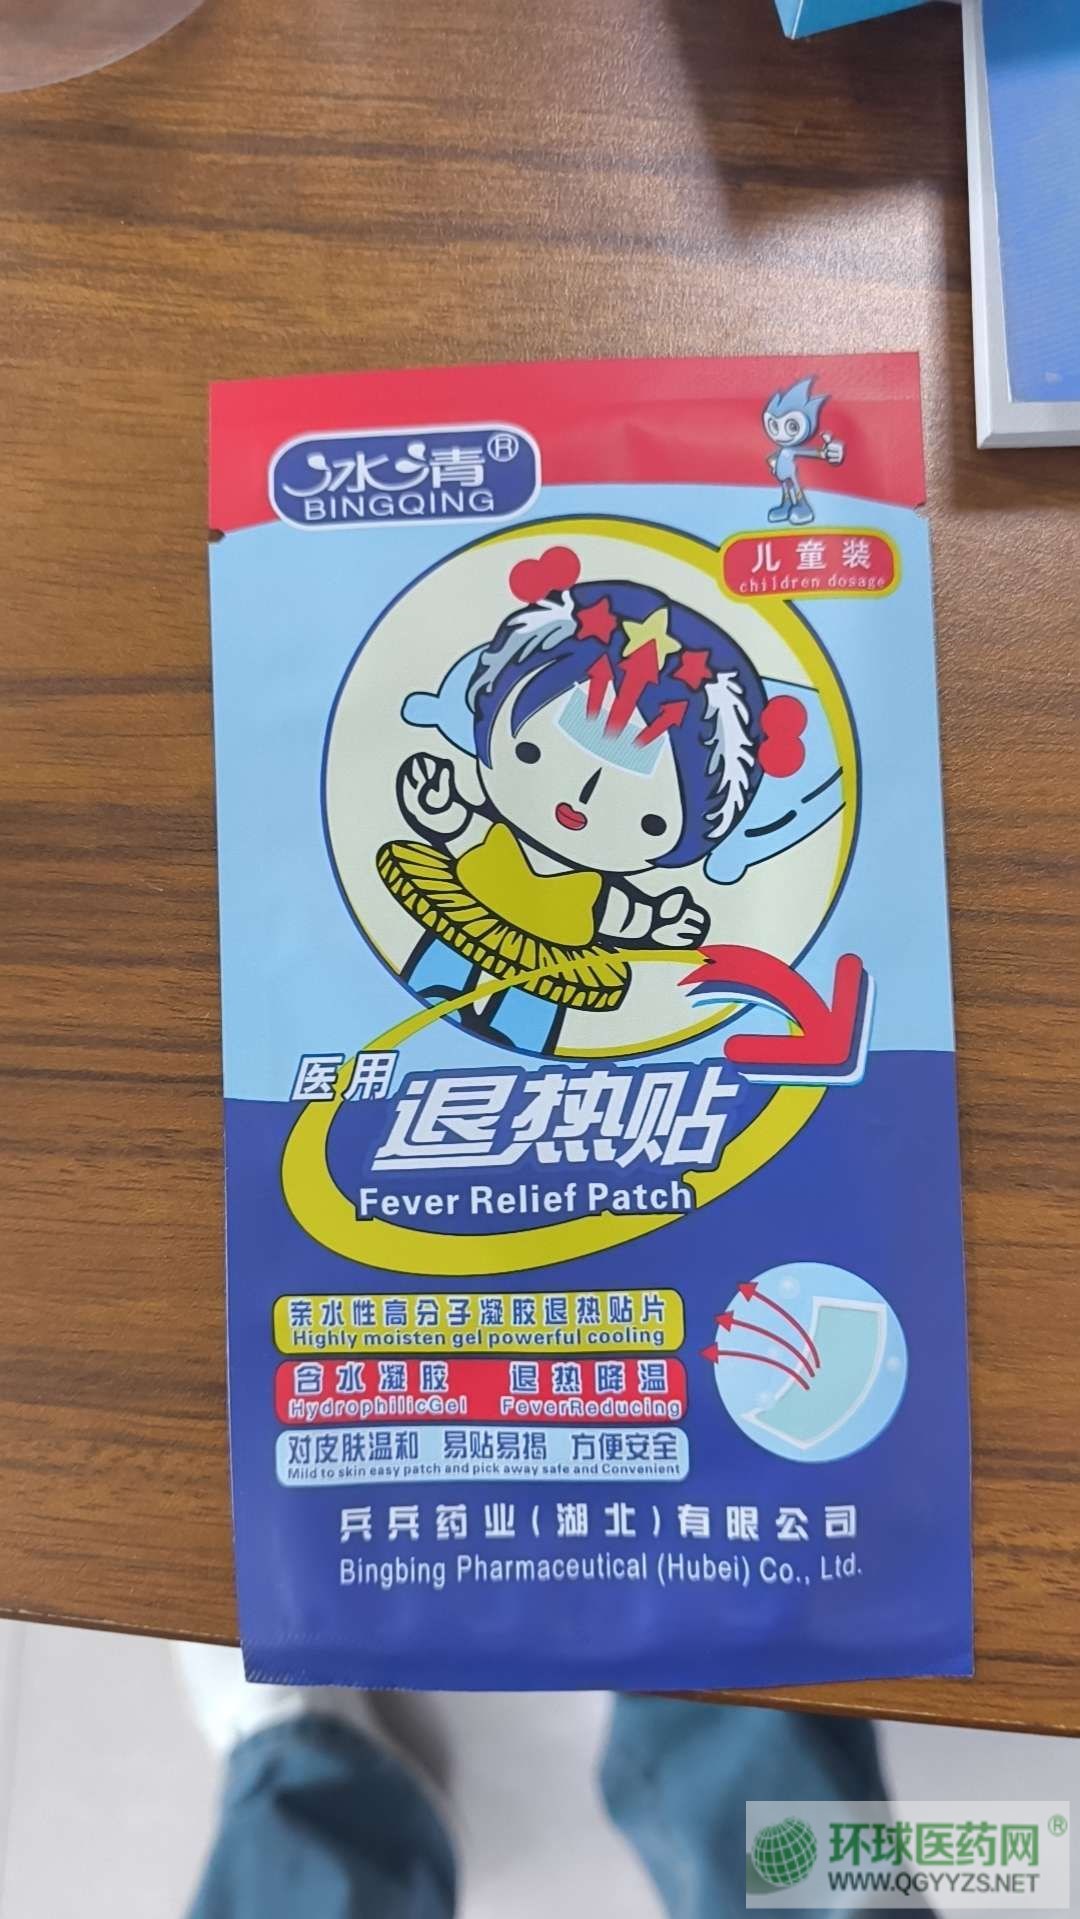 冰清®
BINGQING
儿童装
children dosage
医用
退热贴
Fever Relief Patch
亲水性高分子凝胶退热贴片
Highly moisten gel powerful cooling
含水凝胶 退热降温
HydrophilicGel FeverReducing
对皮肤温和 易贴易揭 方便安全
Mild to skin easy patch and pick away safe and Convenient
兵兵药业(湖北)有限公司
Bingbing Pharmaceutical (Hubei) Co., Ltd.
环球医药网®
WWW.QGYYZS.NET